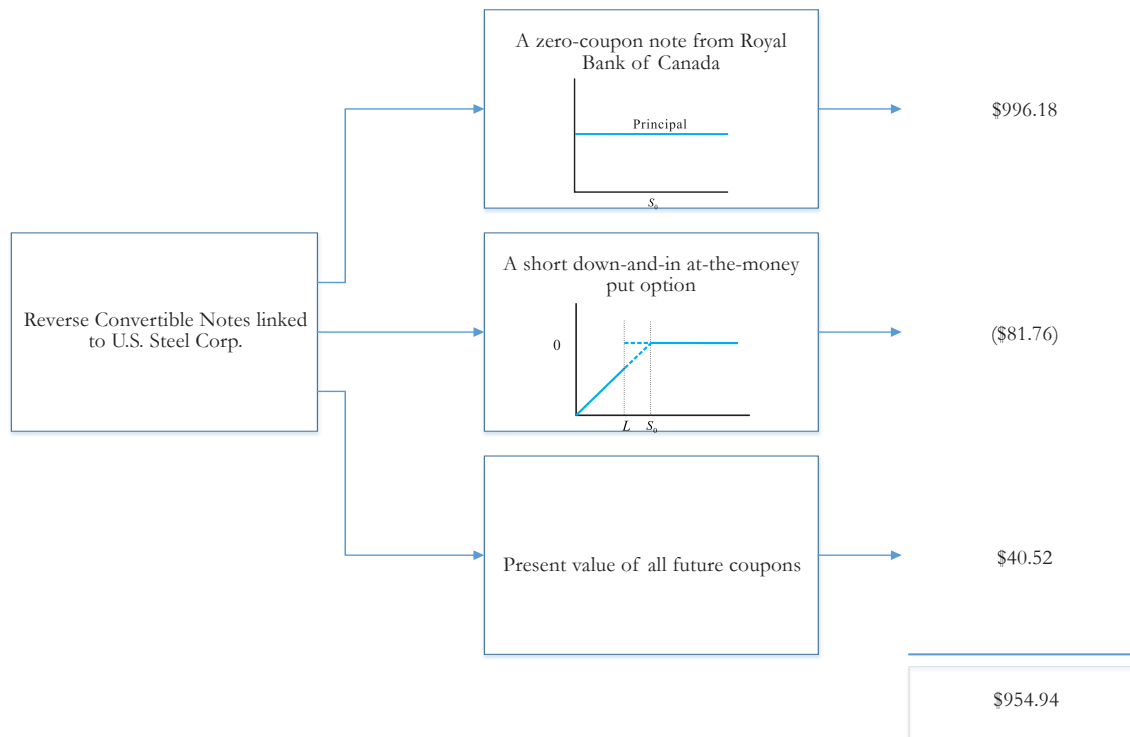 A zero-coupon note from Royal
Bank of Canada
Principal
S₀
$996.18
Reverse Convertible Notes linked
to U.S. Steel Corp.
A short down-and-in at-the-money
put option
0
L S₀
($81.76)
Present value of all future coupons
$40.52
$954.94